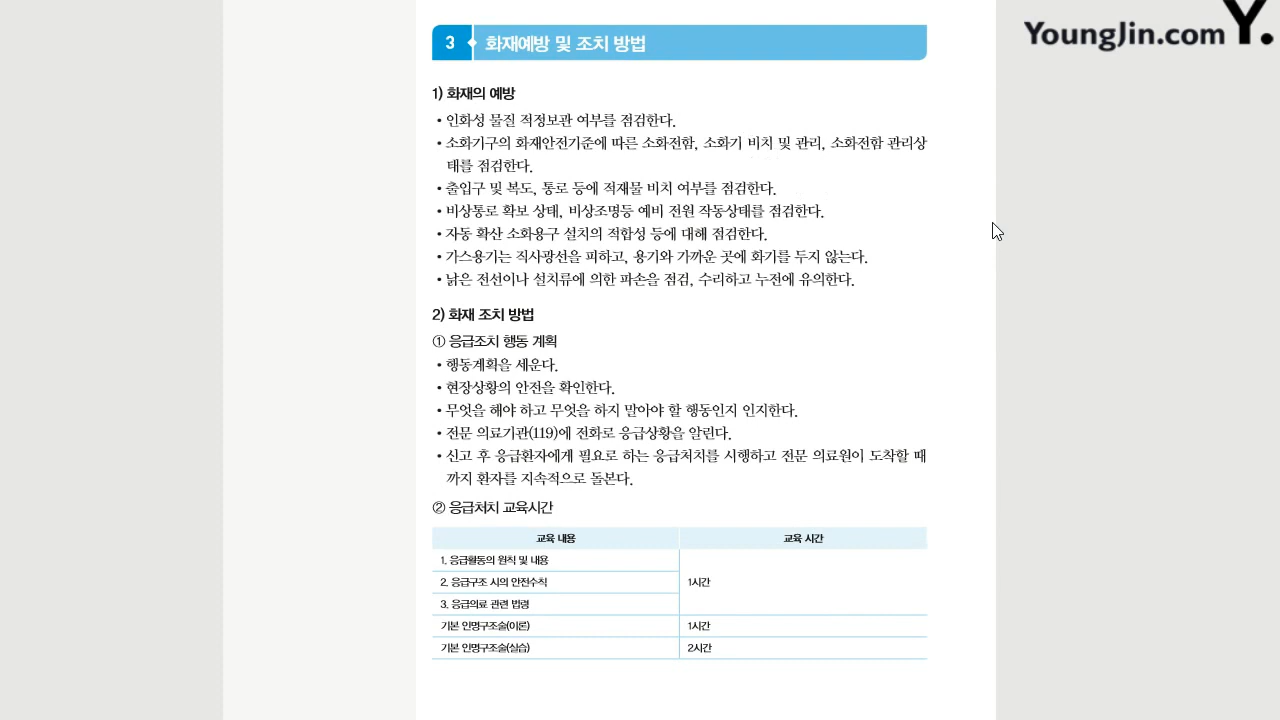 YoungJin.com Y.
3 화재예방 및 조치 방법
1) 화재의 예방
• 인화성 물질 적정보관 여부를 점검한다.
• 소화기구의 화재안전기준에 따른 소화전함, 소화기 비치 및 관리, 소화전함 관리상
태를 점검한다.
• 출입구 및 복도, 통로 등에 적재물 비치 여부를 점검한다.
• 비상통로 확보 상태, 비상조명등 예비 전원 작동상태를 점검한다.
• 자동 확산 소화용구 설치의 적합성 등에 대해 점검한다.
• 가스용기는 직사광선을 피하고, 용기와 가까운 곳에 화기를 두지 않는다.
• 낡은 전선이나 설치류에 의한 파손을 점검, 수리하고 누전에 유의한다.
2) 화재 조치 방법
① 응급조치 행동 계획
• 행동계획을 세운다.
• 현장상황의 안전을 확인한다.
• 무엇을 해야 하고 무엇을 하지 말아야 할 행동인지 인지한다.
• 전문 의료기관(119)에 전화로 응급상황을 알린다.
• 신고 후 응급환자에게 필요로 하는 응급처치를 시행하고 전문 의료원이 도착할 때
까지 환자를 지속적으로 돌본다.
② 응급처치 교육시간
교육 내용 교육 시간
1. 응급활동의 원칙 및 내용
2. 응급구조 시의 안전수칙 1시간
3. 응급의료 관련 법령
기본 인명구조술(이론) 1시간
기본 인명구조술(실습) 2시간